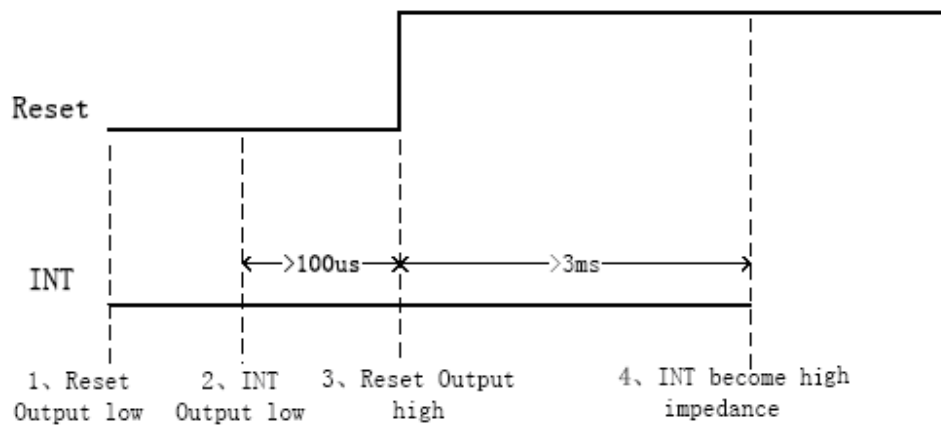 Reset
>100us
>3ms
INT
1、Reset
Output low
2、INT
Output low
3、Reset Output
high
4、INT become high
impedance